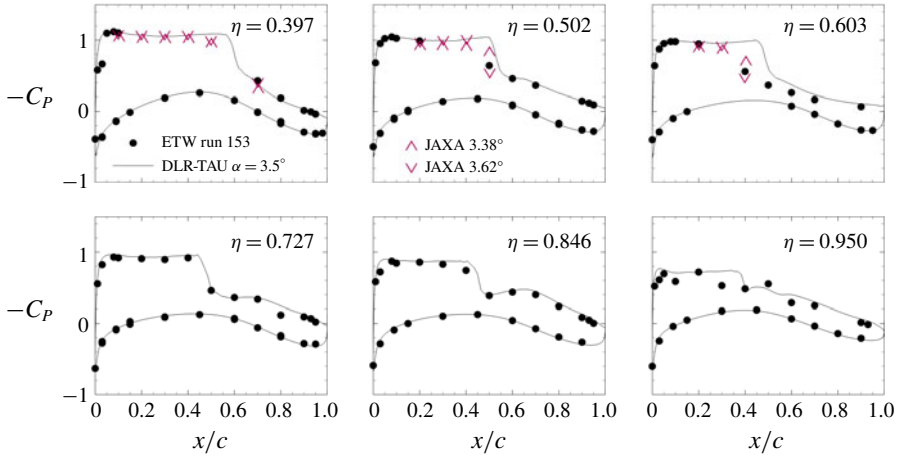 η = 0.397
η = 0.502
η = 0.603
1
0
−1
−C_P
ETW run 153
DLR-TAU α = 3.5°
JAXA 3.38°
JAXA 3.62°
η = 0.727
η = 0.846
η = 0.950
1
0
−1
−C_P
0 0.2 0.4 0.6 0.8 1.0
0 0.2 0.4 0.6 0.8 1.0
0 0.2 0.4 0.6 0.8 1.0
x/c
x/c
x/c